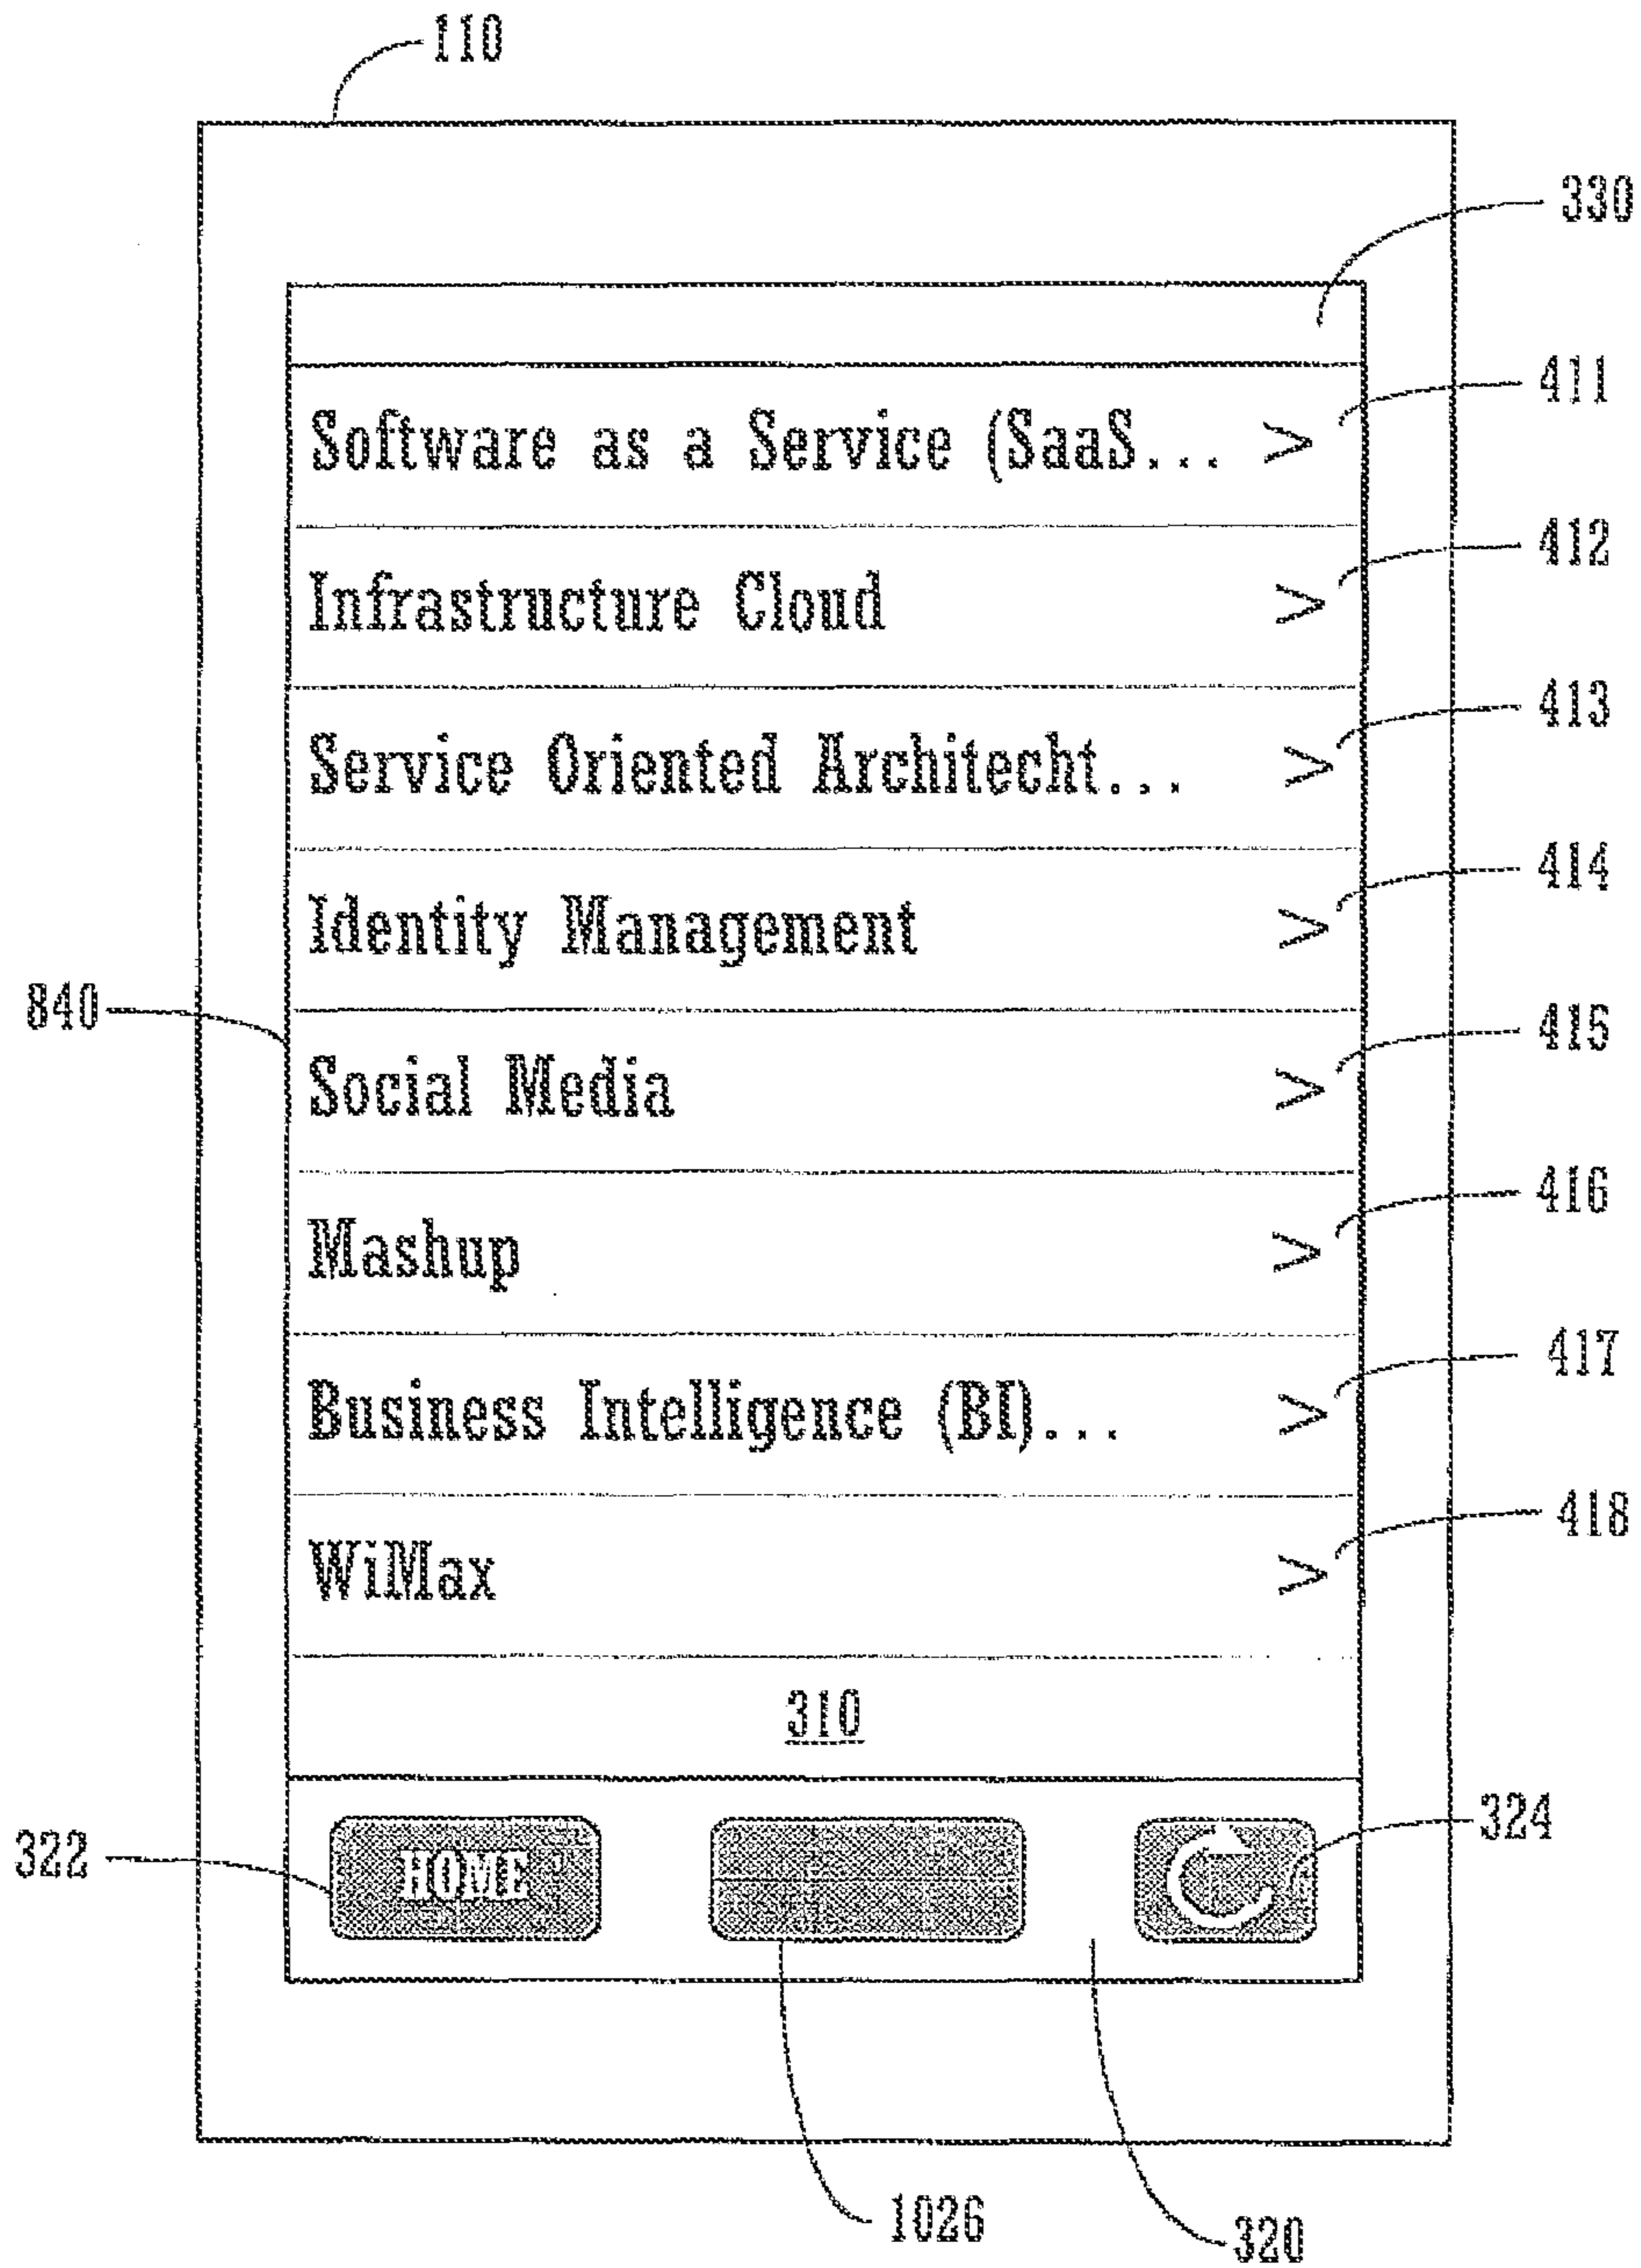 110
330
Software as a Service (SaaS... >
411
Infrastructure Cloud >
412
Service Oriented Architecht... >
413
Identity Management >
414
840
Social Media >
415
Mashup >
416
Business Intelligence (BI)... >
417
WiMax >
418
310
322
HOME
324
1026
320